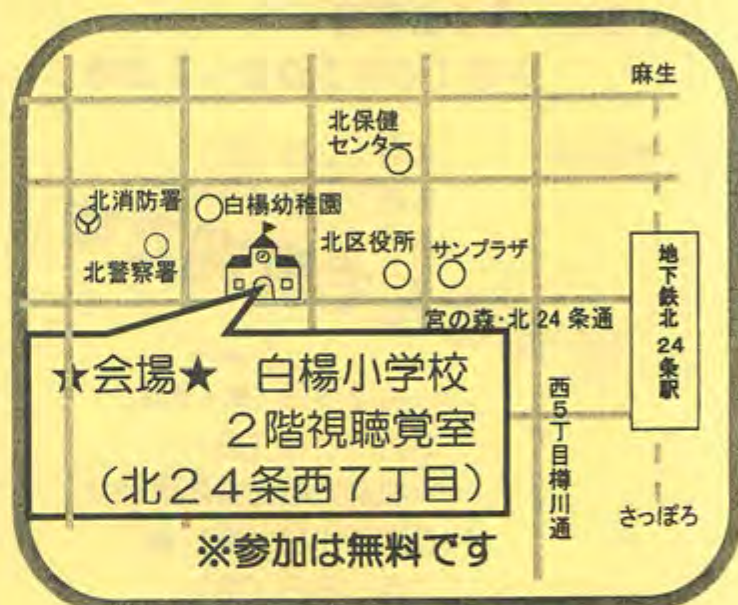 麻生
北保健
センター
北消防署
白楊幼稚園
北警察署
北区役所
サンプラザ
地下鉄北24条駅
宮の森・北24条通
★会場★ 白楊小学校
2階視聴覚室
(北24条西7丁目)
西5丁目樽川通
さっぽろ
※参加は無料です